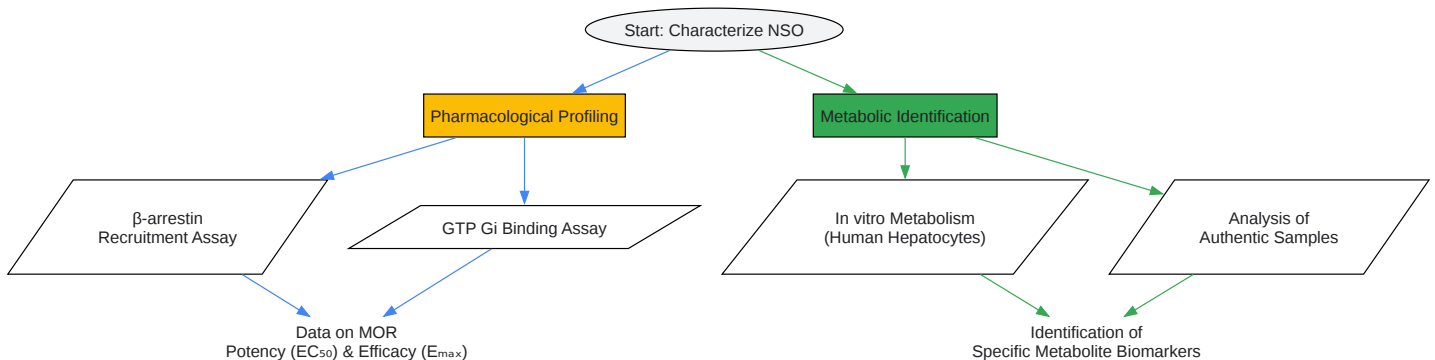 Start: Characterize NSO
Pharmacological Profiling
Metabolic Identification
β-arrestin
Recruitment Assay
GTP Gi Binding Assay
In vitro Metabolism
(Human Hepatocytes)
Analysis of
Authentic Samples
Data on MOR
Potency (EC₅₀) & Efficacy (Eₘₐₓ)
Identification of
Specific Metabolite Biomarkers